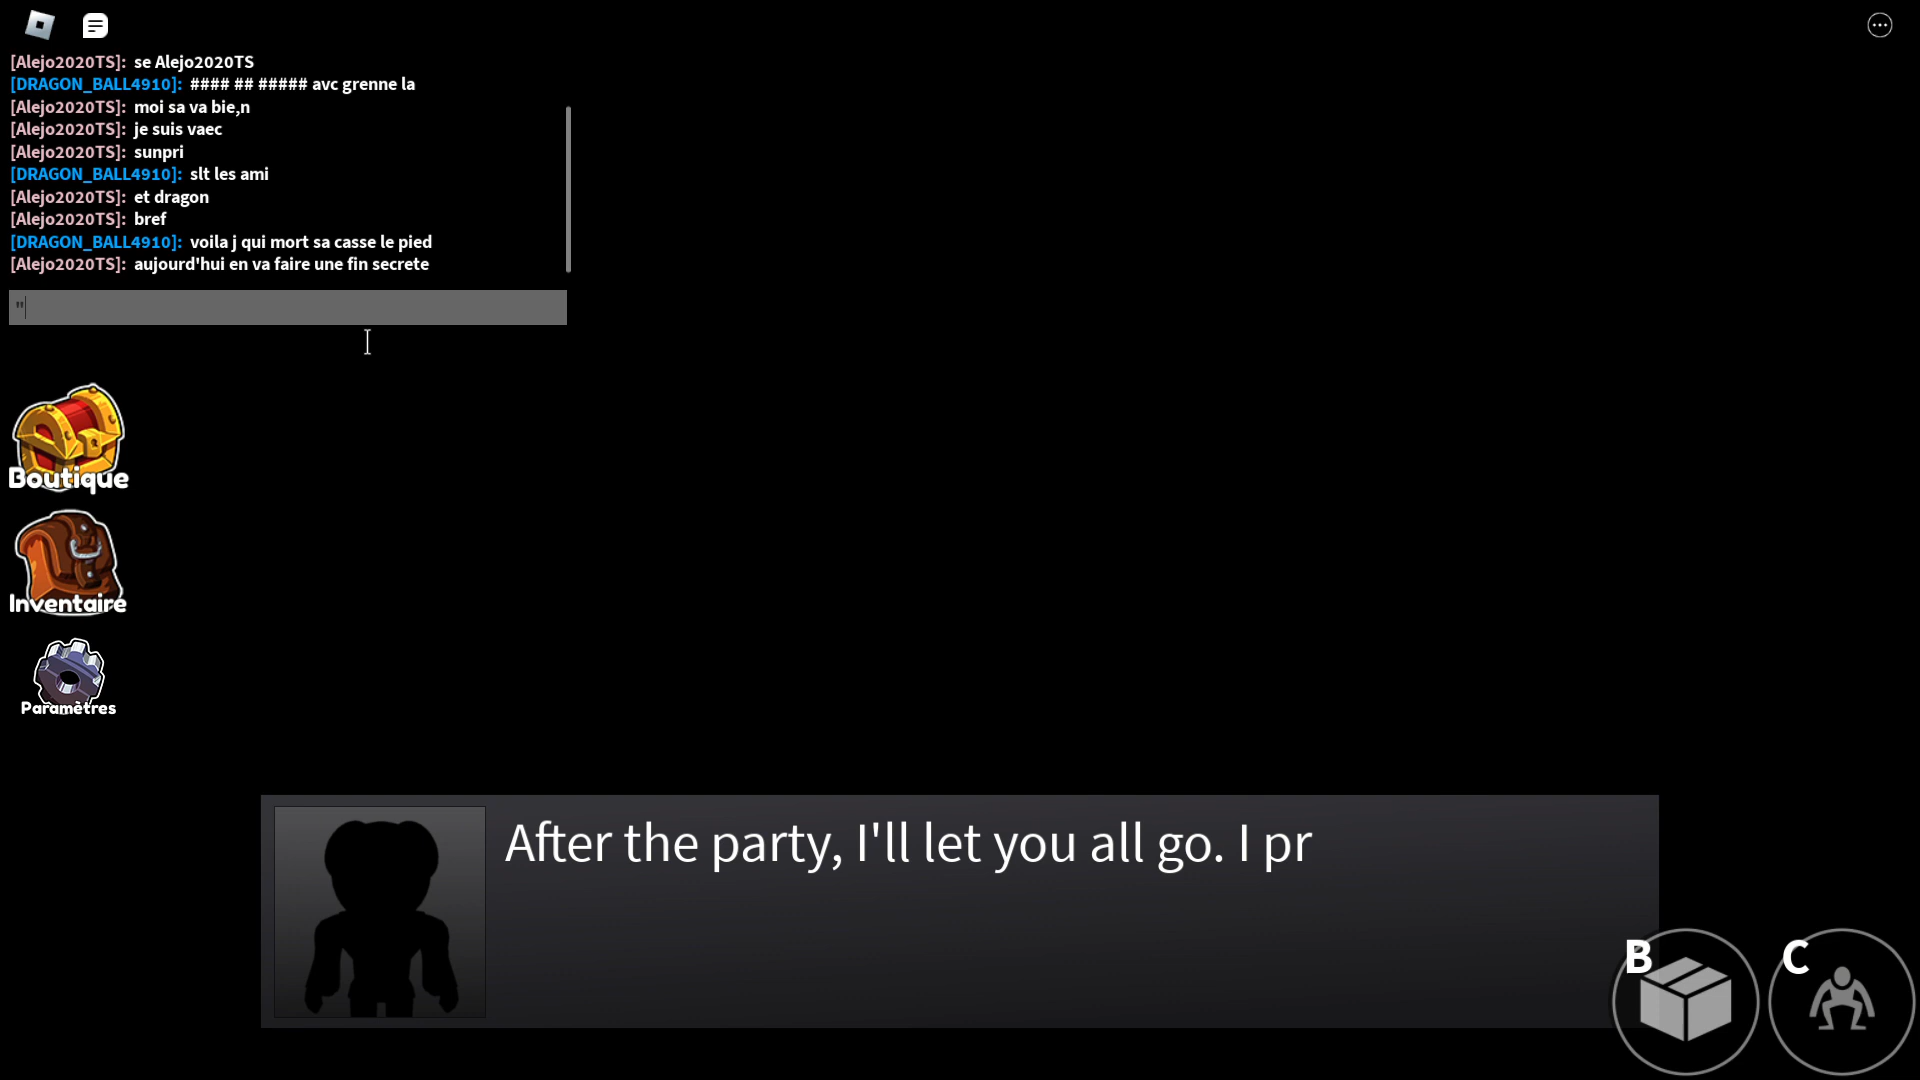 [Alejo2020TS]: se Alejo2020TS
[DRAGON_BALL4910]: #### ## ##### avc grenne la
[Alejo2020TS]: moi sa va bie,n
[Alejo2020TS]: je suis vaec
[Alejo2020TS]: sunpri
[DRAGON_BALL4910]: slt les ami
[Alejo2020TS]: et dragon
[Alejo2020TS]: bref
[DRAGON_BALL4910]: voila j qui mort sa casse le pied
[Alejo2020TS]: aujourd'hui en va faire une fin secrete
"
Boutique
Inventaire
Paramètres
After the party, I'll let you all go. I pr
B
C